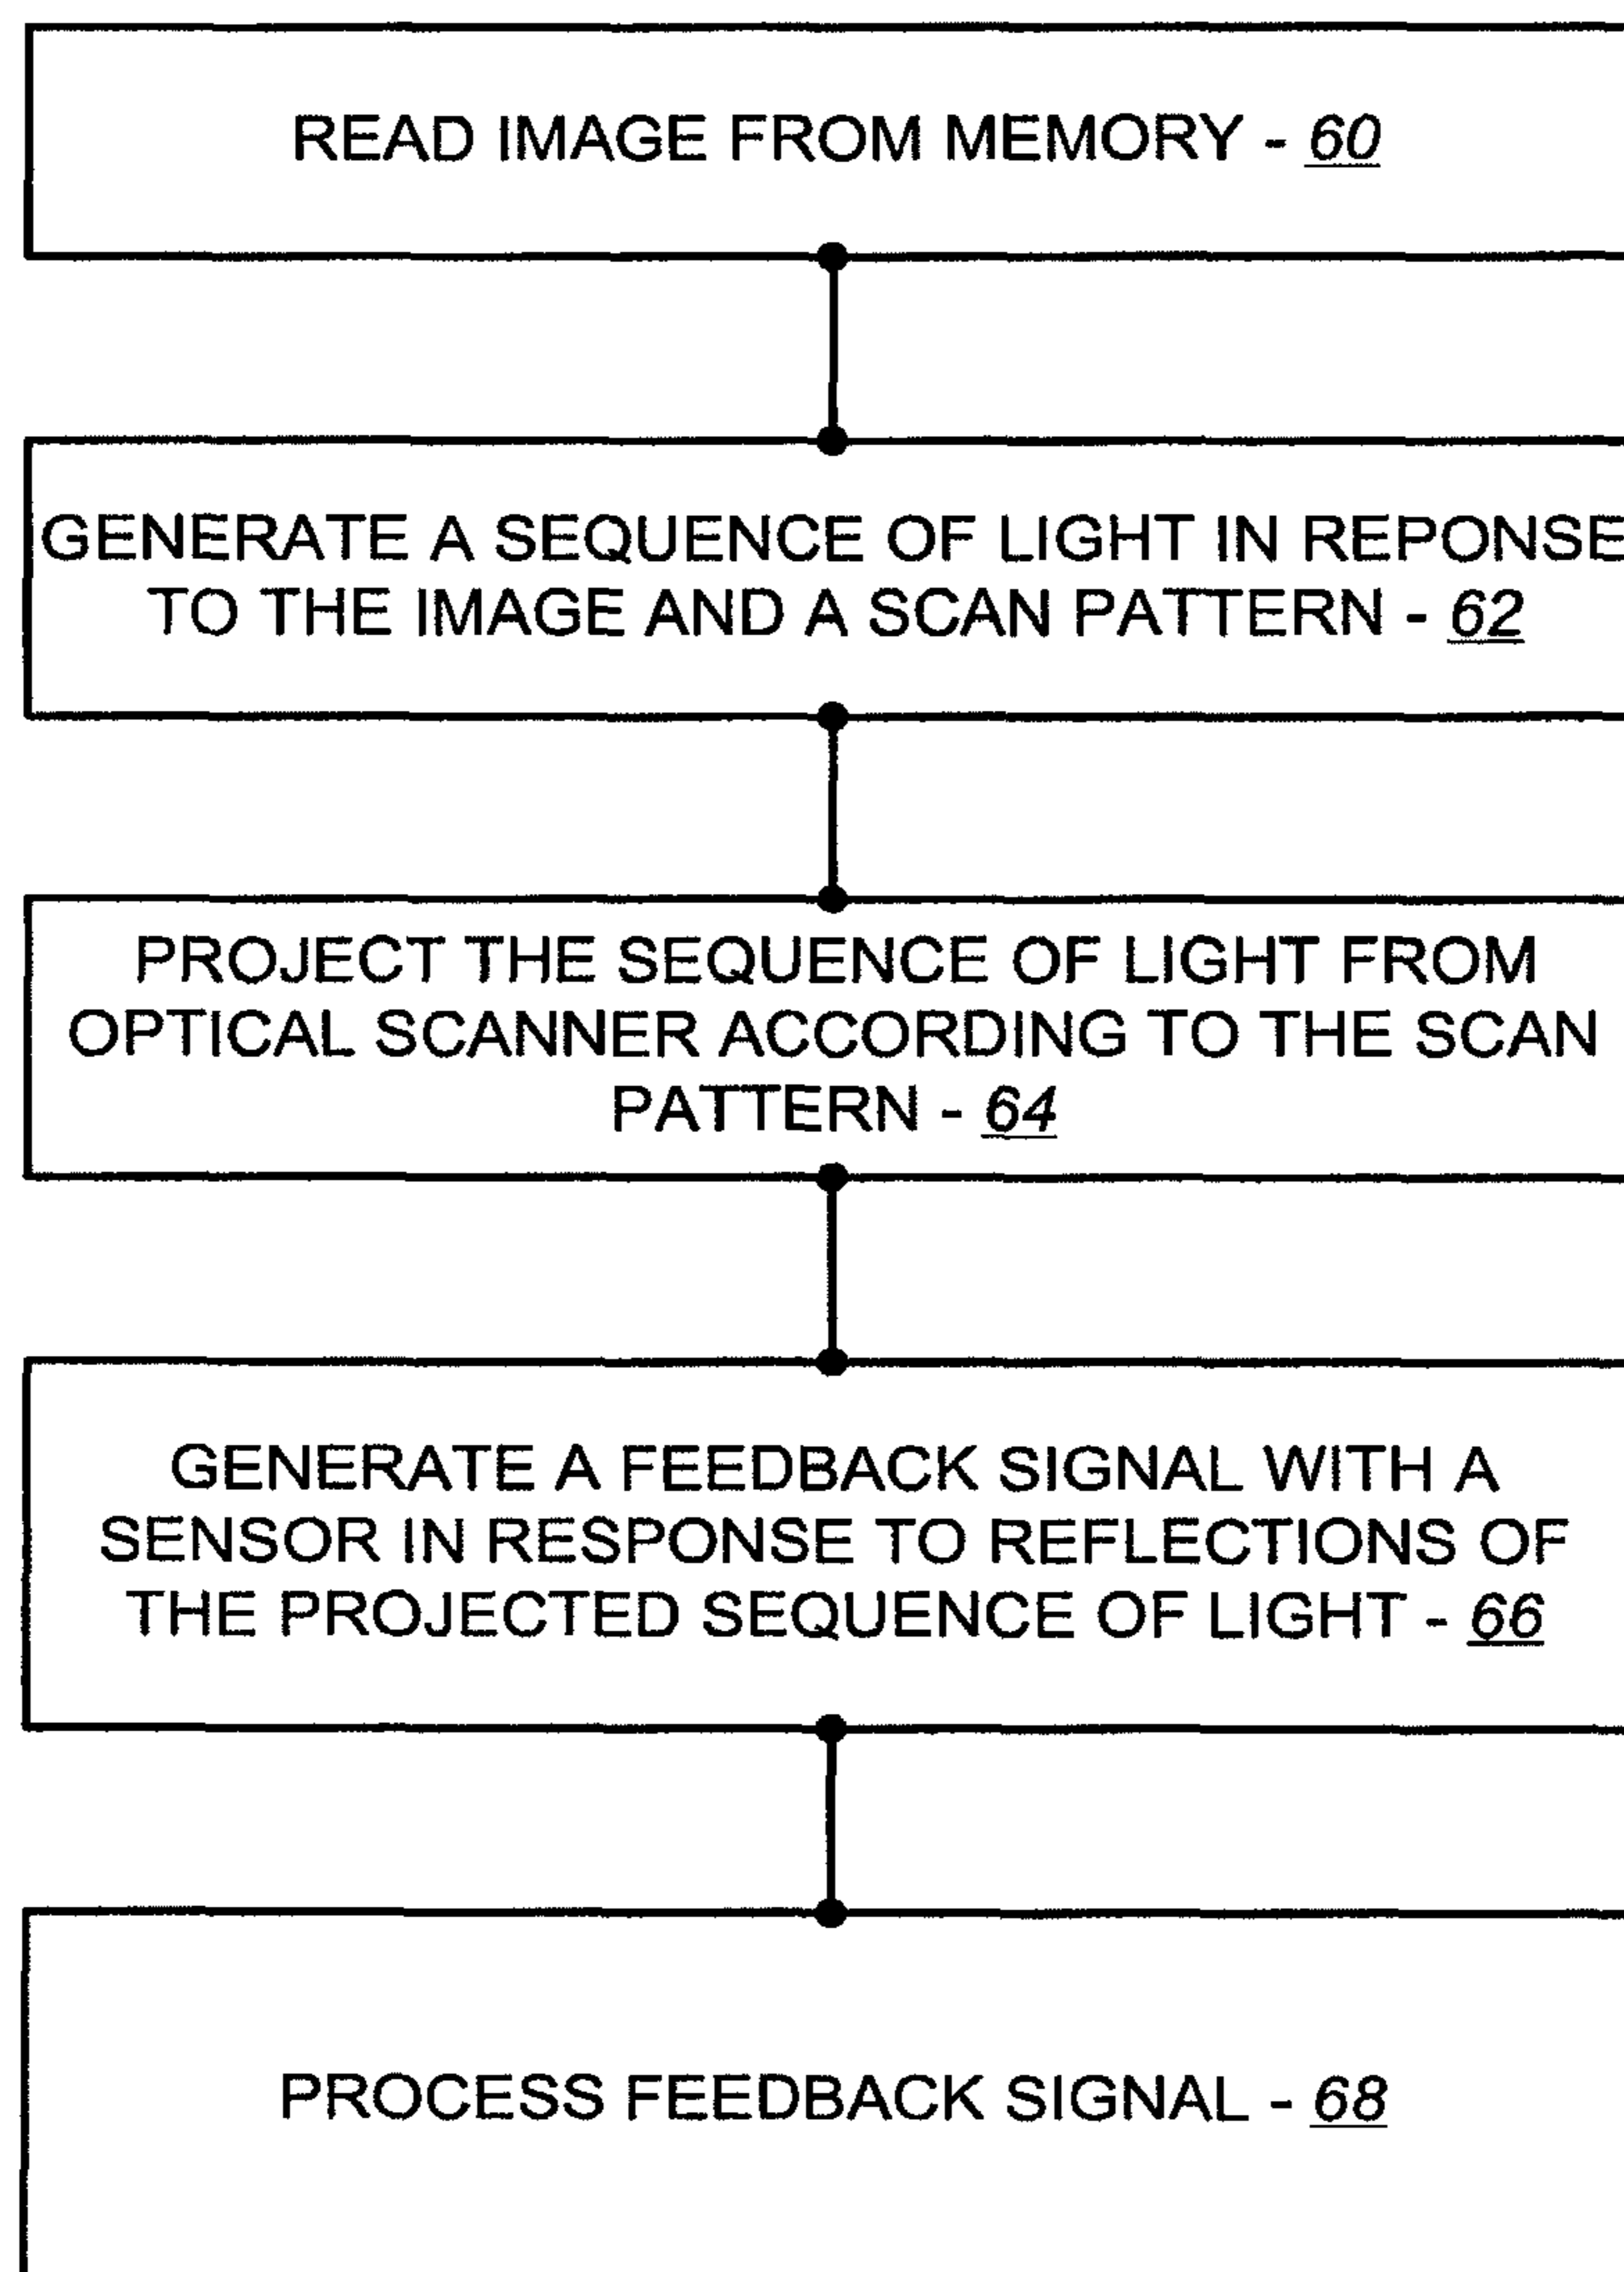 READ IMAGE FROM MEMORY - 60
GENERATE A SEQUENCE OF LIGHT IN REPONSE
TO THE IMAGE AND A SCAN PATTERN - 62
PROJECT THE SEQUENCE OF LIGHT FROM
OPTICAL SCANNER ACCORDING TO THE SCAN
PATTERN - 64
GENERATE A FEEDBACK SIGNAL WITH A
SENSOR IN RESPONSE TO REFLECTIONS OF
THE PROJECTED SEQUENCE OF LIGHT - 66
PROCESS FEEDBACK SIGNAL - 68